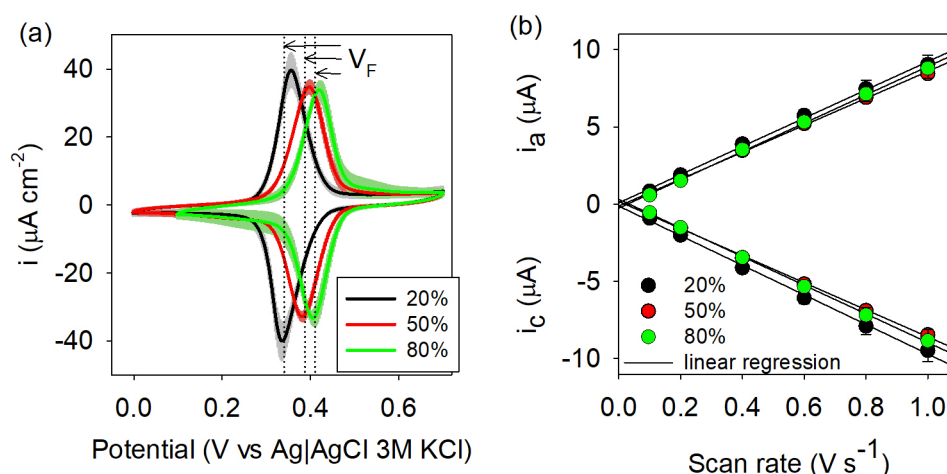 (a)
V_F
40
20
0
-20
-40
i (μA cm⁻²)
20%
50%
80%
0.0 0.2 0.4 0.6
Potential (V vs Ag|AgCl 3M KCl)
(b)
10
5
0
-5
-10
i_a (μA)
i_c (μA)
20%
50%
80%
linear regression
0.0 0.2 0.4 0.6 0.8 1.0
Scan rate (V s⁻¹)